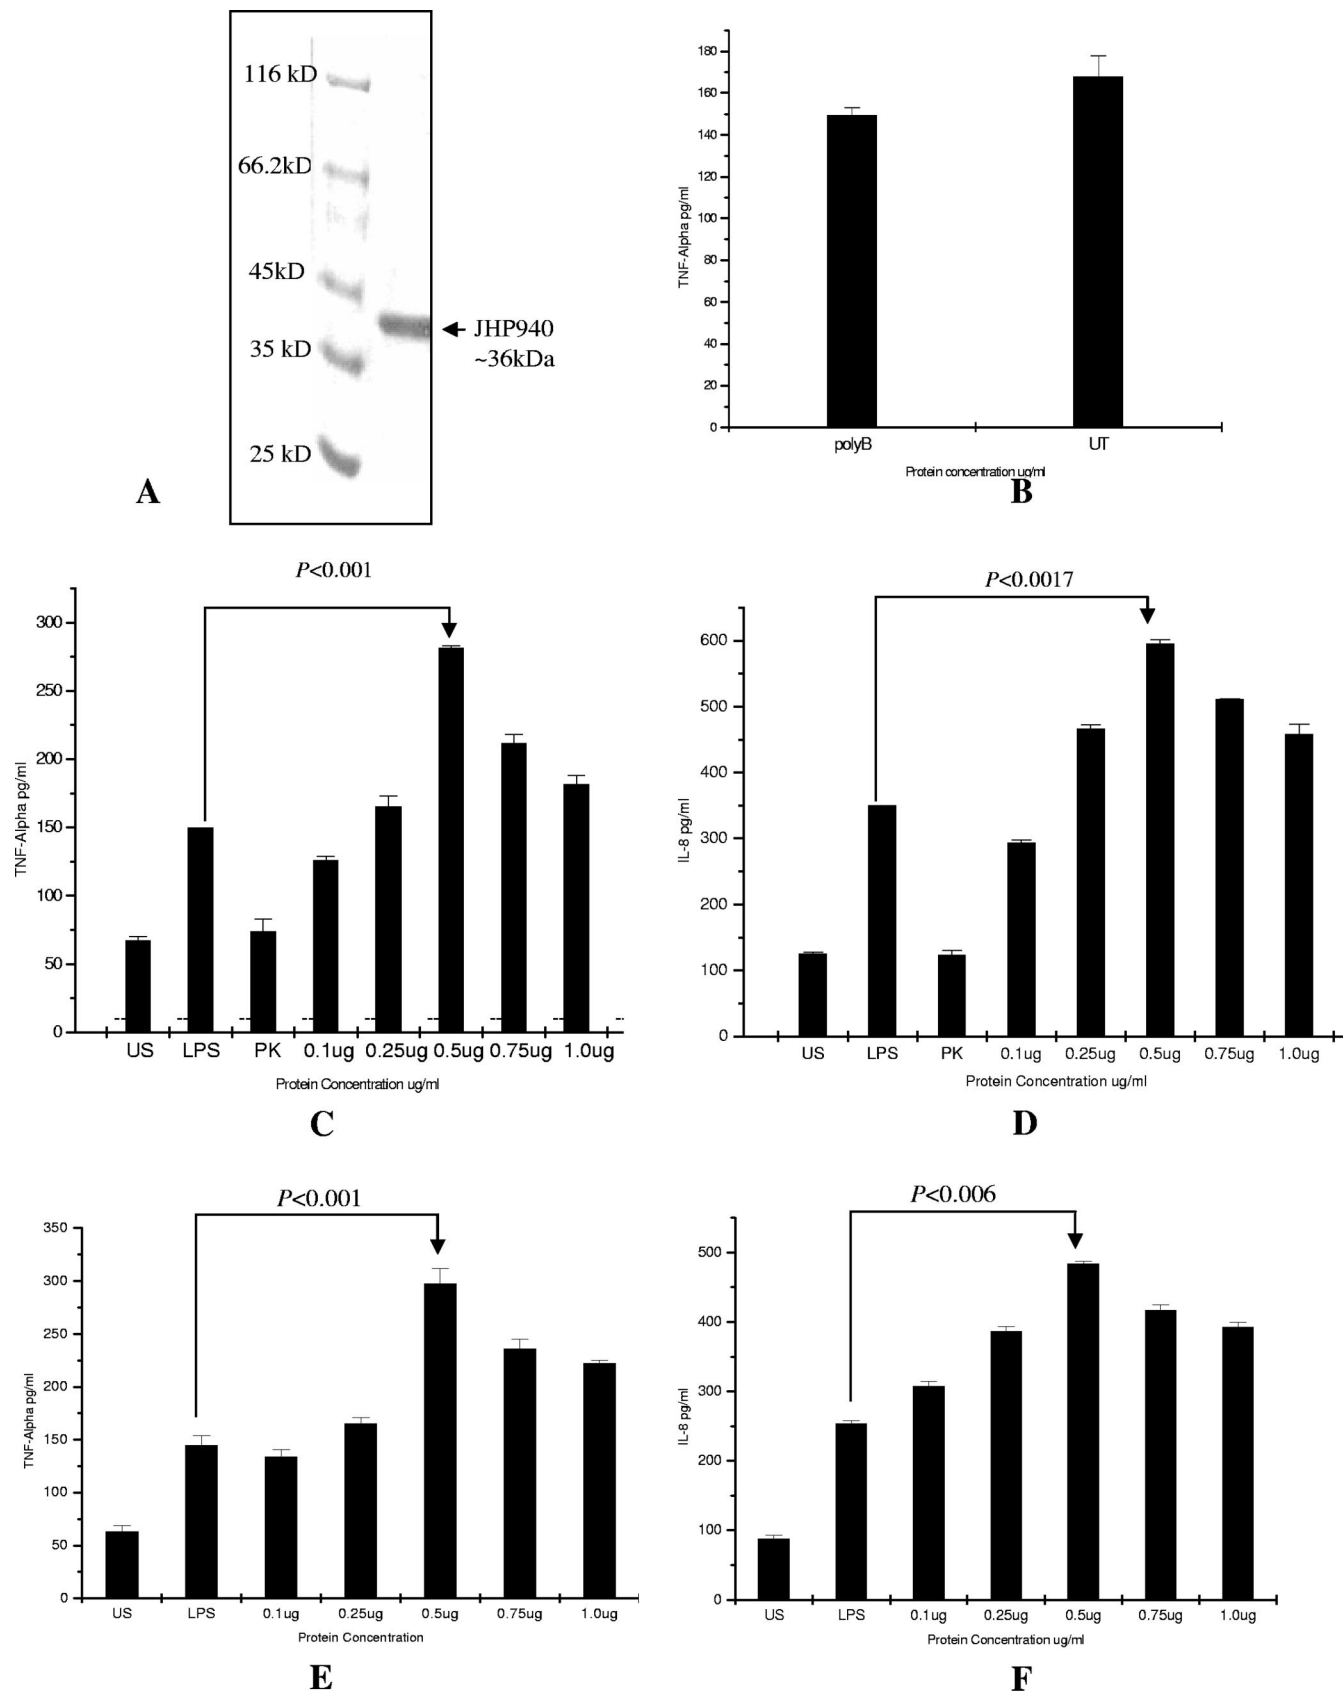 116 kD
66.2kD
45kD
35 kD
25 kD
JHP940
~36kDa
A
180
160
140
120
100
80
60
40
20
0
TNF-Alpha pg/ml
polyB UT
Protein concentration ug/ml
B
P<0.001
300
250
200
150
100
50
0
TNF-Alpha pg/ml
US LPS PK 0.1ug 0.25ug 0.5ug 0.75ug 1.0ug
Protein Concentration ug/ml
C
P<0.0017
600
500
400
300
200
100
0
IL-8 pg/ml
US LPS PK 0.1ug 0.25ug 0.5ug 0.75ug 1.0ug
Protein Concentration ug/ml
D
P<0.001
350
300
250
200
150
100
50
0
TNF-Alpha pg/ml
US LPS 0.1ug 0.25ug 0.5ug 0.75ug 1.0ug
Protein Concentration
E
P<0.006
500
400
300
200
100
0
IL-8 pg/ml
US LPS 0.1ug 0.25ug 0.5ug 0.75ug 1.0ug
Protein Concentration ug/ml
F